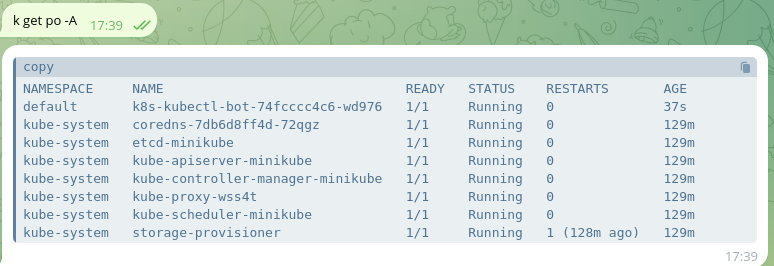 k get po -A 17:39
copy
NAMESPACE NAME READY STATUS RESTARTS AGE
default k8s-kubectl-bot-74fcccc4c6-wd976 1/1 Running 0 37s
kube-system coredns-7db6d8ff4d-72qgz 1/1 Running 0 129m
kube-system etcd-minikube 1/1 Running 0 129m
kube-system kube-apiserver-minikube 1/1 Running 0 129m
kube-system kube-controller-manager-minikube 1/1 Running 0 129m
kube-system kube-proxy-wss4t 1/1 Running 0 129m
kube-system kube-scheduler-minikube 1/1 Running 0 129m
kube-system storage-provisioner 1/1 Running 1 (128m ago) 129m
17:39